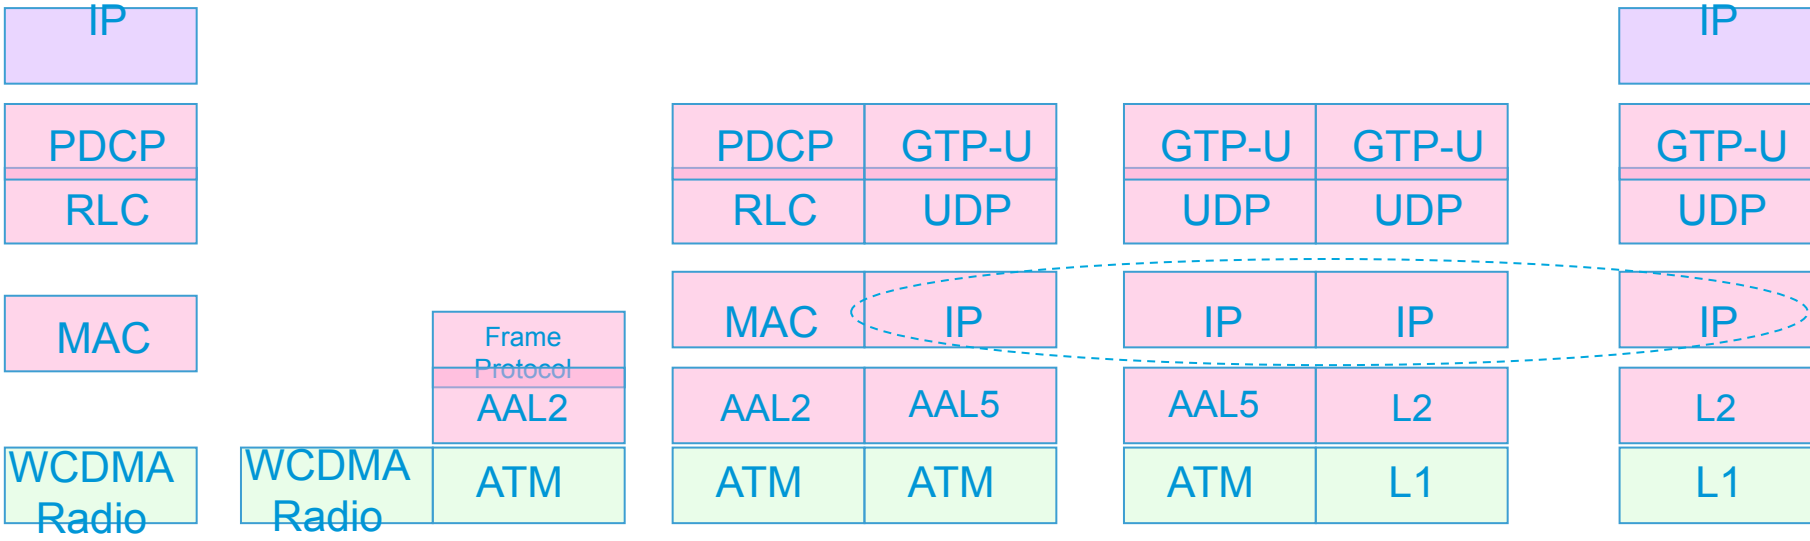 IP IP
PDCP PDCP GTP-U GTP-U GTP-U GTP-U
RLC RLC UDP UDP UDP UDP
MAC Frame Protocol MAC IP IP IP IP
AAL2 AAL2 AAL5 AAL5 L2 L2
WCDMA Radio WCDMA Radio ATM ATM ATM ATM L1 L1